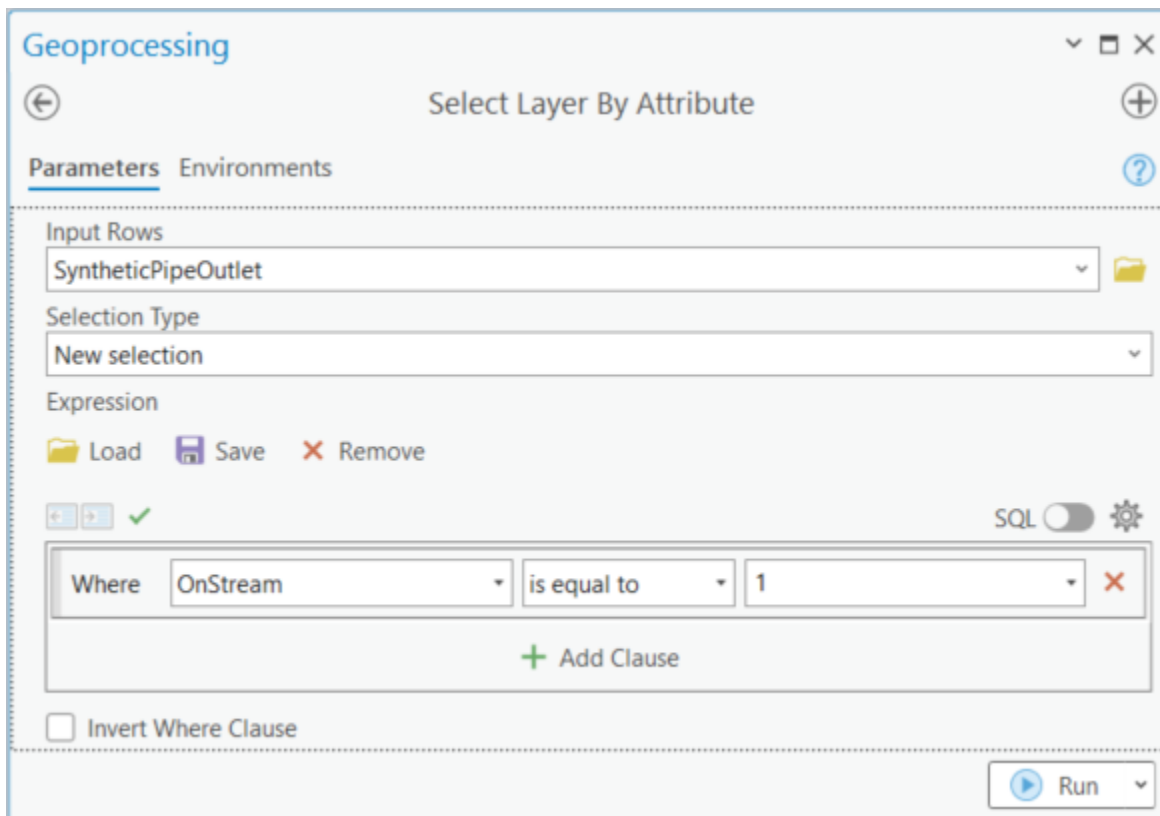 Geoprocessing
Select Layer By Attribute
Parameters Environments
Input Rows
SyntheticPipeOutlet
Selection Type
New selection
Expression
Load Save Remove
SQL
Where OnStream is equal to 1
Add Clause
Invert Where Clause
Run